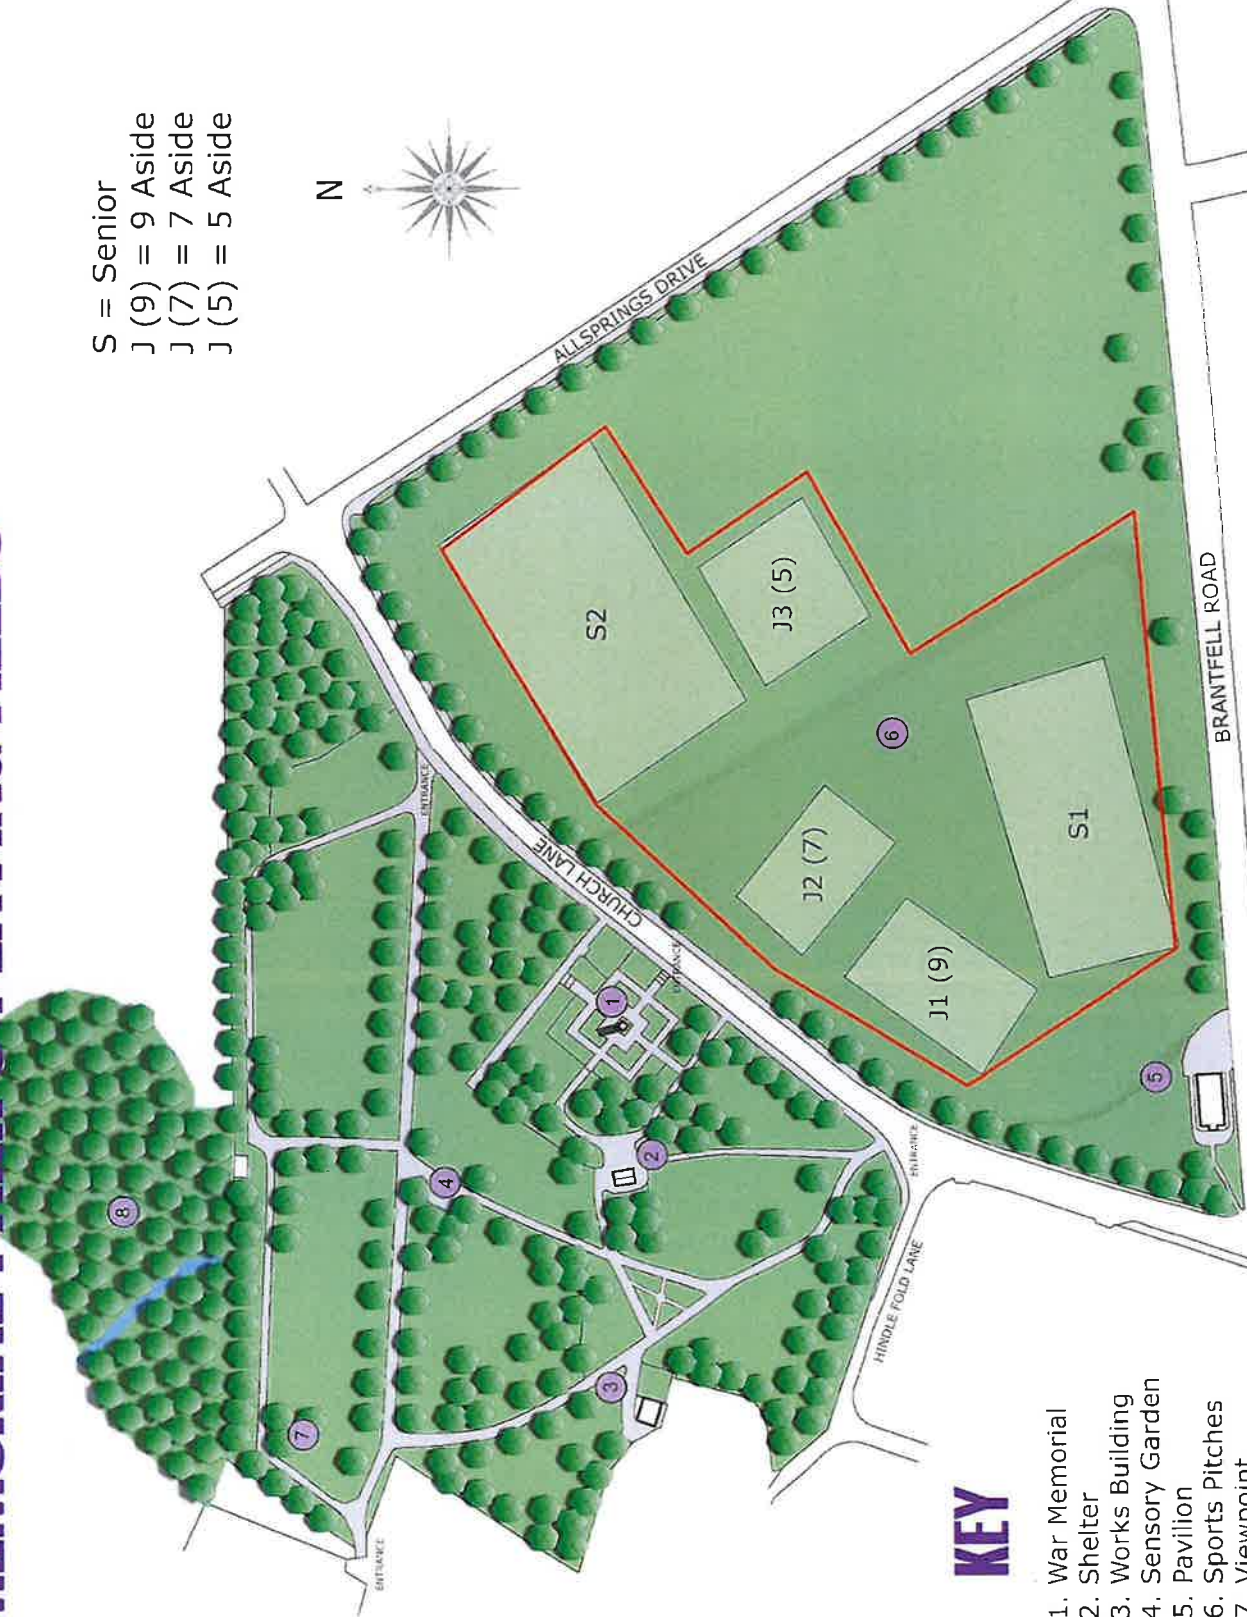 S = Senior
J (9) = 9 Aside
J (7) = 7 Aside
J (5) = 5 Aside
N
ALLSPRINGS DRIVE
S2
J3 (5)
6
J2 (7)
S1
J1 (9)
BRANTFELL ROAD
ENTRANCE
CHURCH LANE
ENTRANCE
1
2
4
8
7
3
5
ENTRANCE
HINDLE FOLD LANE
ENTRANCE
KEY
1. War Memorial
2. Shelter
3. Works Building
4. Sensory Garden
5. Pavilion
6. Sports Pitches
7. Viewpoint